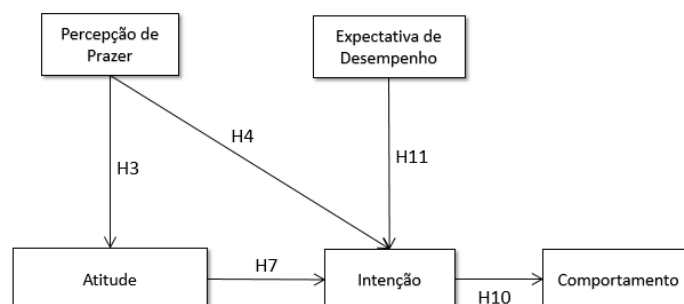 Percepção de
Prazer
Expectativa de
Desempenho
H4
H3
H11
Atitude
H7
Intenção
H10
Comportamento